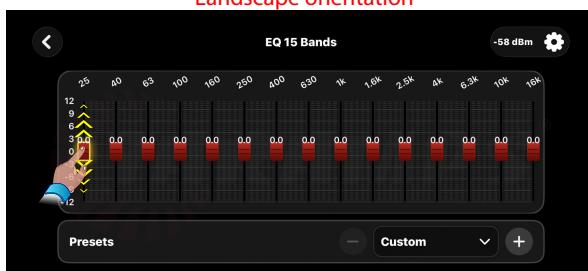 Landscape orientation
EQ 15 Bands
-58 dBm
25 40 63 100 160 250 400 630 1k 1.6k 2.5k 4k 6.3k 10k 16k
12
9
6
3
0.0 0.0 0.0 0.0 0.0 0.0 0.0 0.0 0.0 0.0 0.0 0.0 0.0 0.0 0.0
0
-12
Presets
Custom